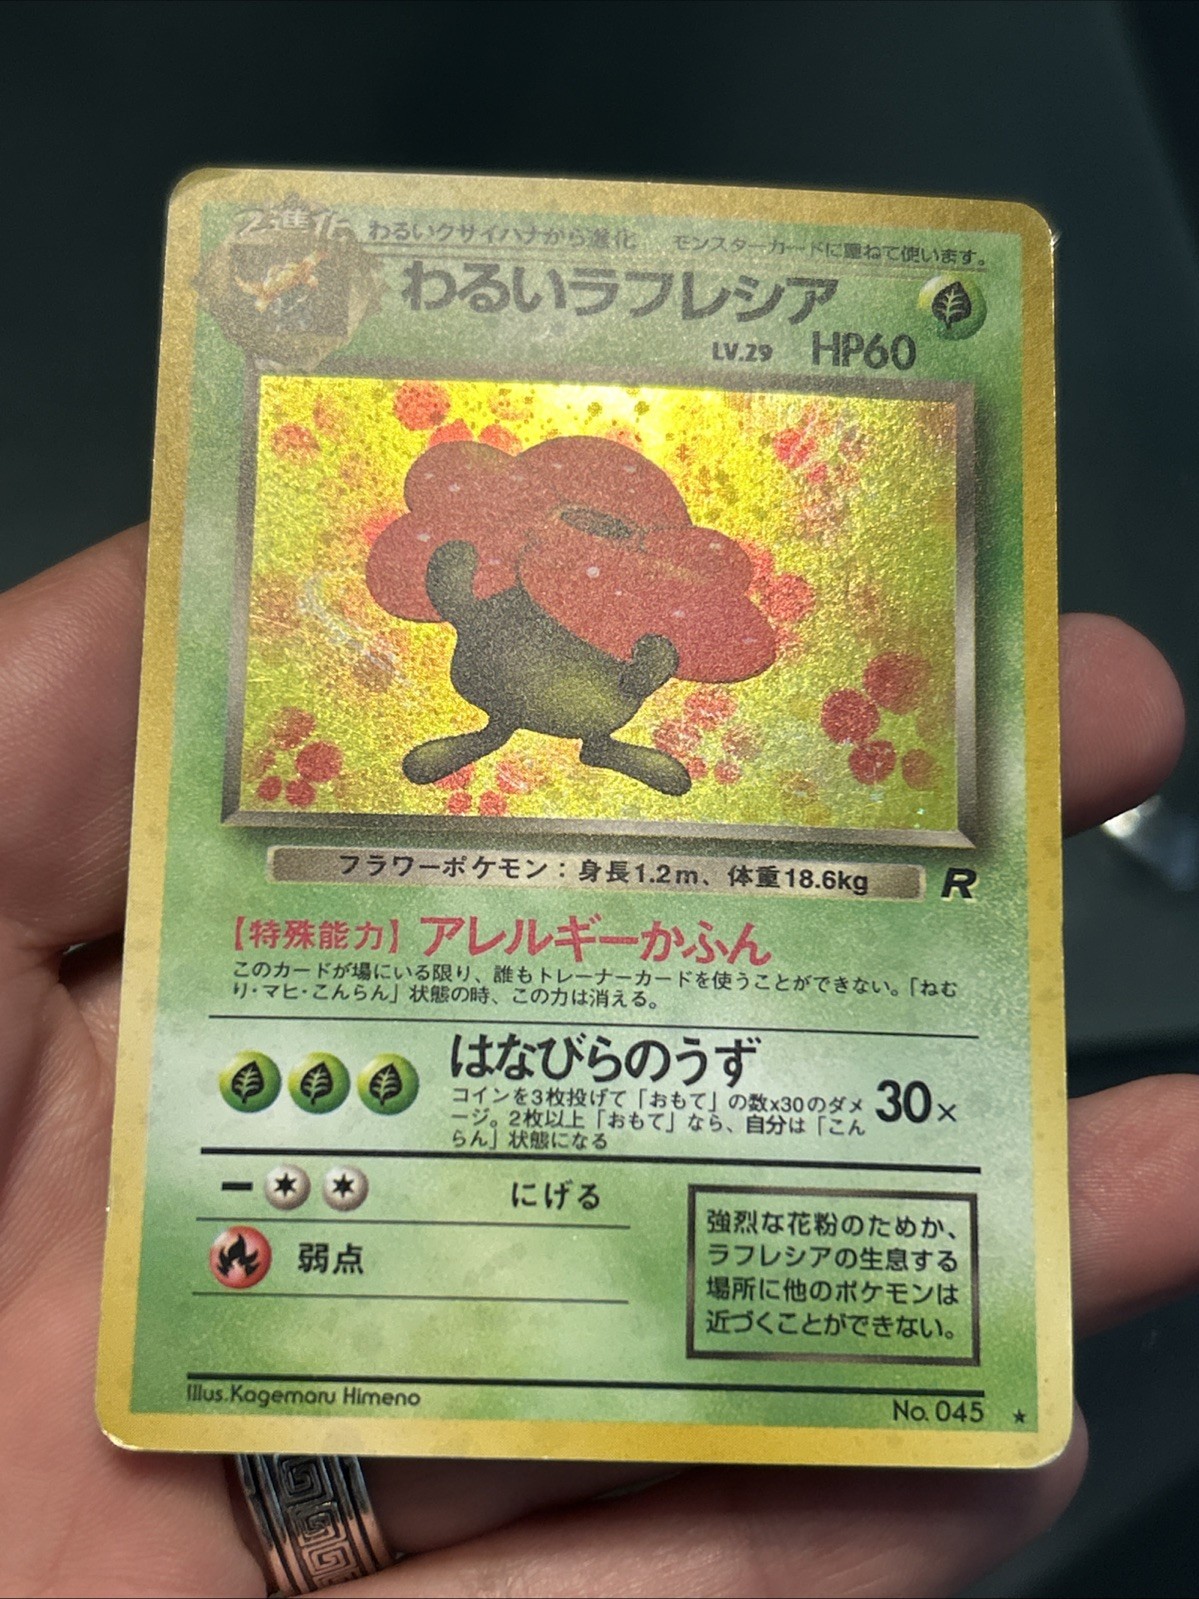 2進化 わるいクサイハナから進化 モンスターカードに重ねて使います。
わるいラフレシア
LV.29 HP60
フラワーポケモン：身長1.2m、体重18.6kg R
【特殊能力】アレルギーかふん
このカードが場にいる限り、誰もトレーナーカードを使うことができない。「ねむ
り・マヒ・こんらん」状態の時、この力は消える。
はなびらのうず
コインを3枚投げて「おもて」の数x30のダメ
ージ。2枚以上「おもて」なら、自分は「こん
らん」状態になる
30×
にげる
弱点
強烈な花粉のためか、
ラフレシアの生息する
場所に他のポケモンは
近づくことができない。
Illus.Kagemaru Himeno
No.045 ★